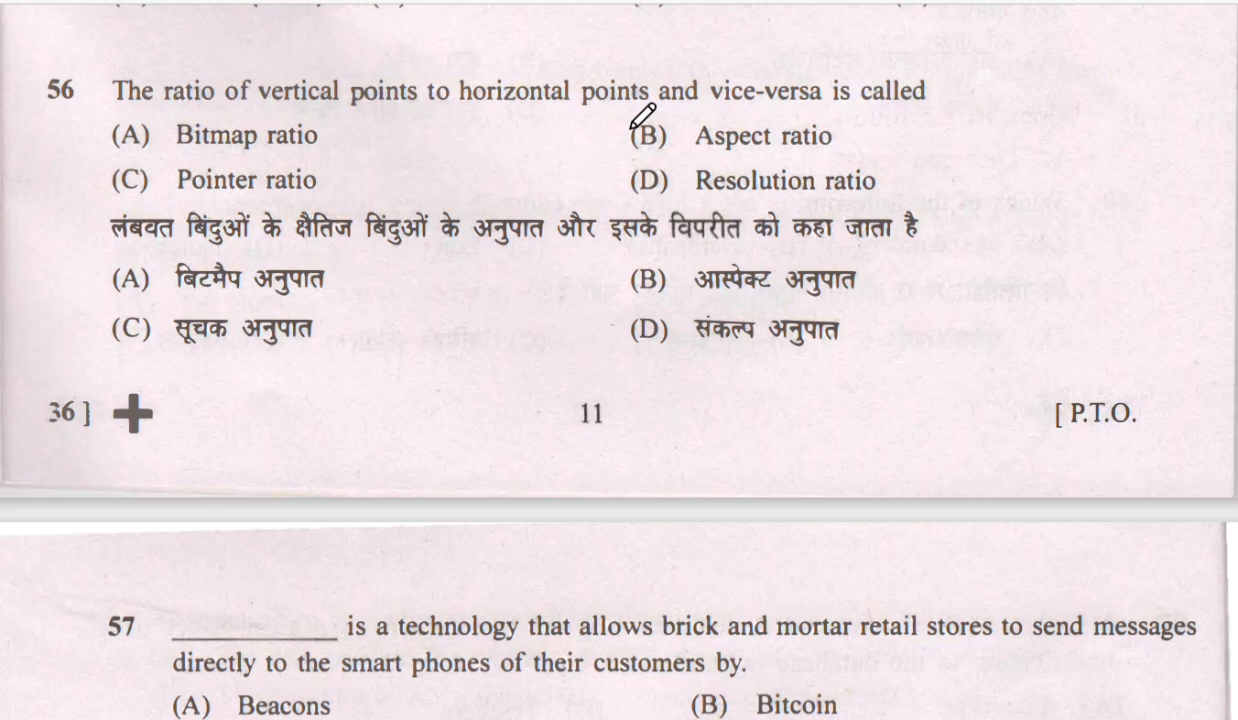 56 The ratio of vertical points to horizontal points and vice-versa is called
(A) Bitmap ratio (B) Aspect ratio
(C) Pointer ratio (D) Resolution ratio
लंबवत बिंदुओं के क्षैतिज बिंदुओं के अनुपात और इसके विपरीत को कहा जाता है
(A) बिटमैप अनुपात (B) आस्पेक्ट अनुपात
(C) सूचक अनुपात (D) संकल्प अनुपात
36 ] 11 [ P.T.O.
57 ____________ is a technology that allows brick and mortar retail stores to send messages
directly to the smart phones of their customers by.
(A) Beacons (B) Bitcoin